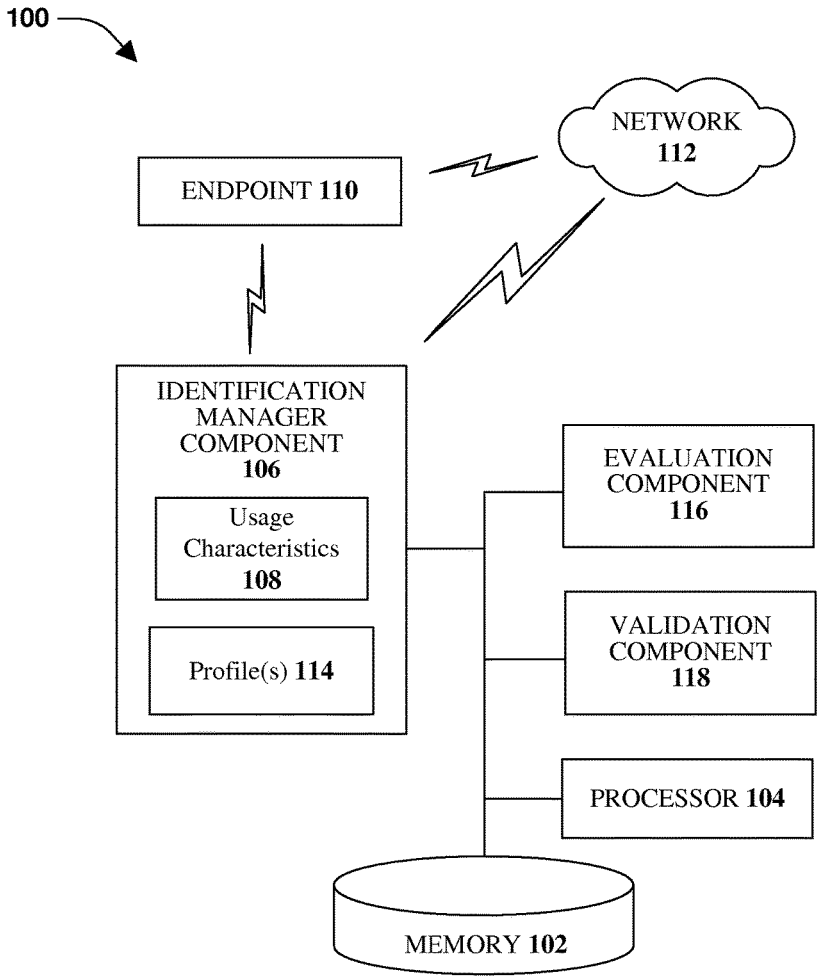 100
NETWORK
112
ENDPOINT 110
IDENTIFICATION
MANAGER
COMPONENT
106
Usage
Characteristics
108
Profile(s) 114
EVALUATION
COMPONENT
116
VALIDATION
COMPONENT
118
PROCESSOR 104
MEMORY 102